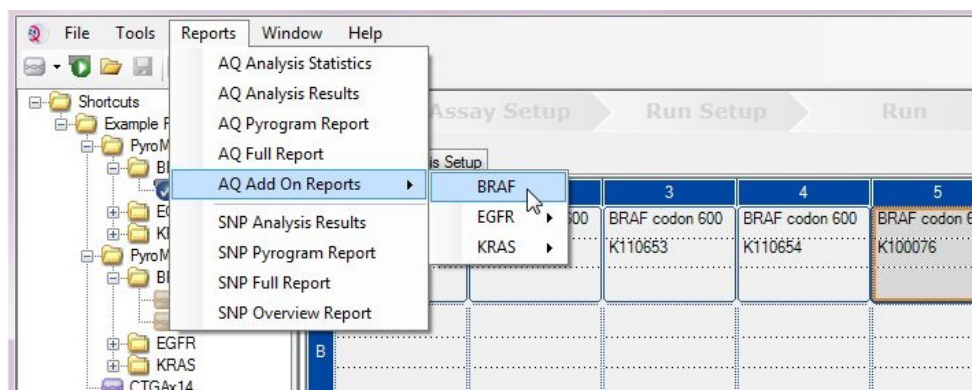 File Tools Reports Window Help
AQ Analysis Statistics
AQ Analysis Results
AQ Pyrogram Report
AQ Full Report
AQ Add On Reports
SNP Analysis Results
SNP Pyrogram Report
SNP Full Report
SNP Overview Report
BRAF
EGFR
KRAS
Shortcuts
Example
EGFR
KRAS
CTGAx14
Assay Setup Run Setup Run
Setup
3 4 5
BRAF codon 600 BRAF codon 600 BRAF codon
K110653 K110654 K100076
B